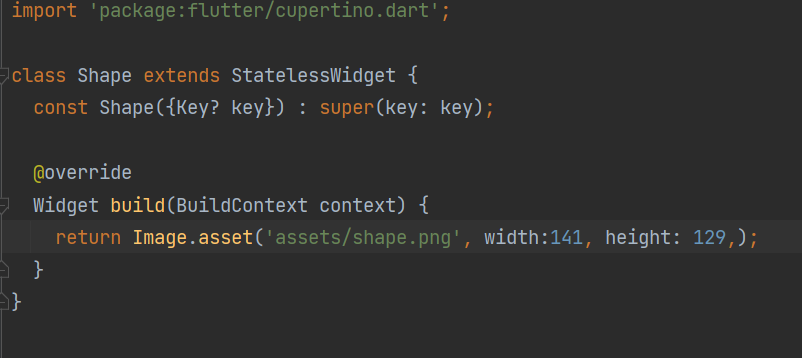 import 'package:flutter/cupertino.dart';
class Shape extends StatelessWidget {
const Shape({Key? key}) : super(key: key);
@override
Widget build(BuildContext context) {
return Image.asset('assets/shape.png', width:141, height: 129,);
}
}